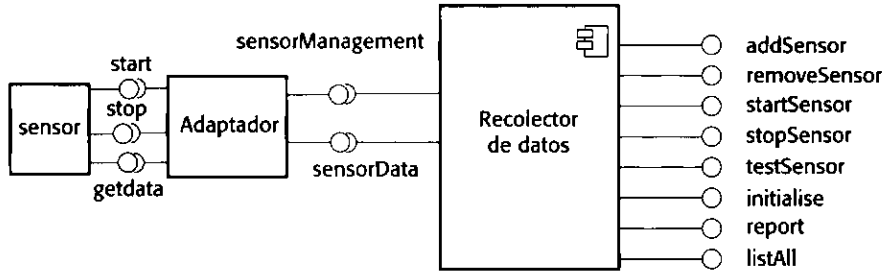 sensorManagement
start
stop
sensor
Adaptador
getdata
sensorData
Recolector
de datos
addSensor
removeSensor
startSensor
stopSensor
testSensor
initialise
report
listAll